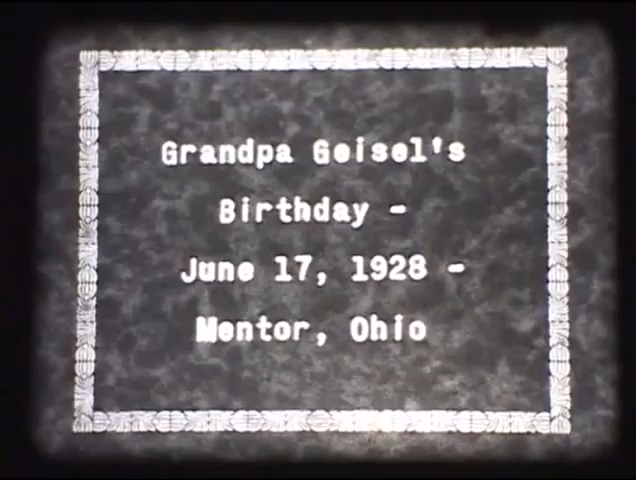 Grandpa Geisel's
Birthday -
June 17, 1928 -
Mentor, Ohio